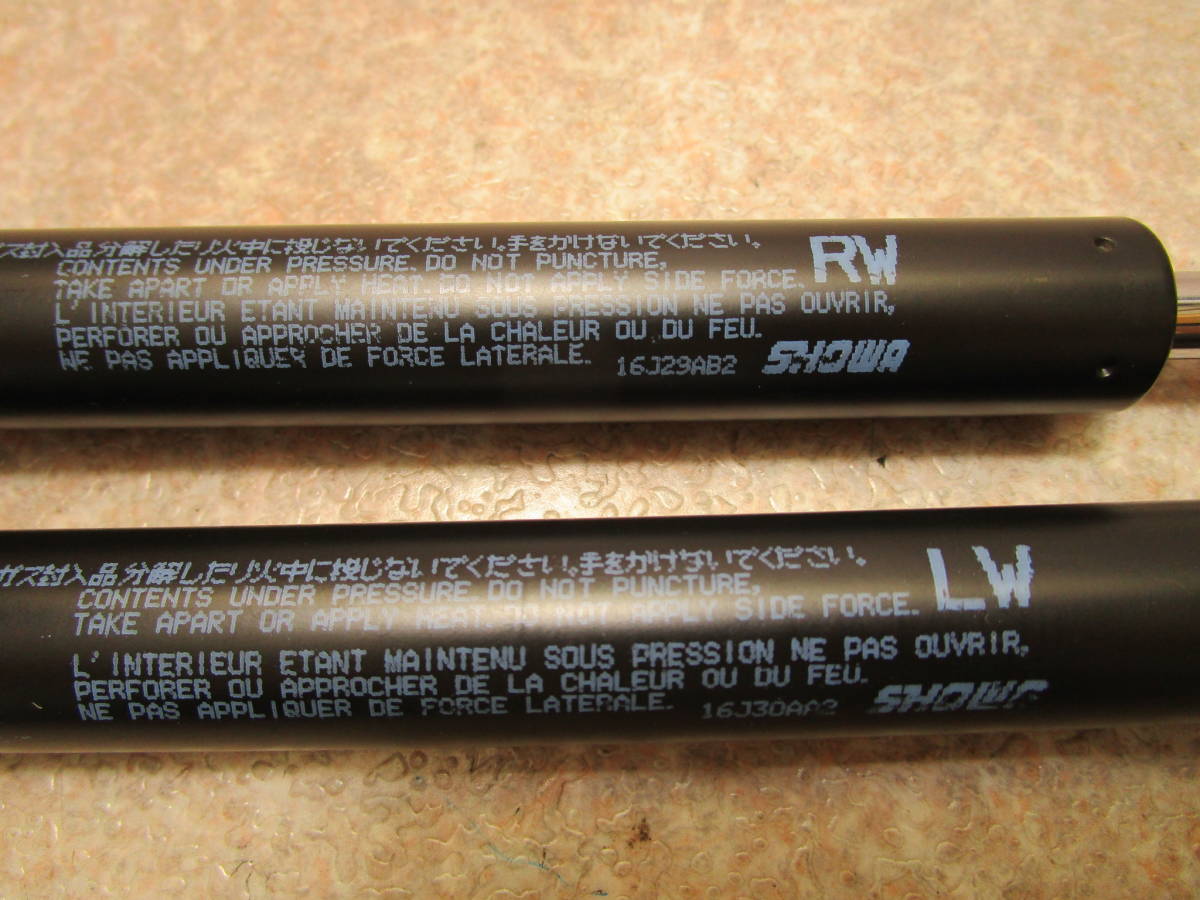 ガス封入品分解したり火中に投じないでください。手をかけないでください。
CONTENTS UNDER PRESSURE. DO NOT PUNCTURE,
TAKE APART OR APPLY HEAT. DO NOT APPLY SIDE FORCE. RW
L'INTERIEUR ETANT MAINTENU SOUS PRESSION NE PAS OUVRIR,
PERFORER OU APPROCHER DE LA CHALEUR OU DU FEU.
NE PAS APPLIQUER DE FORCE LATERALE. 16J29AB2 SHOWA
ガス封入品分解したり火中に投じないでください。手をかけないでください。
CONTENTS UNDER PRESSURE DO NOT PUNCTURE,
TAKE APART OR APPLY HEAT. DO NOT APPLY SIDE FORCE. LW
L'INTERIEUR ETANT MAINTENU SOUS PRESSION NE PAS OUVRIR,
PERFORER OU APPROCHER DE LA CHALEUR OU DU FEU.
NE PAS APPLIQUER DE FORCE LATERALE. 16J30AA2 SHOWA